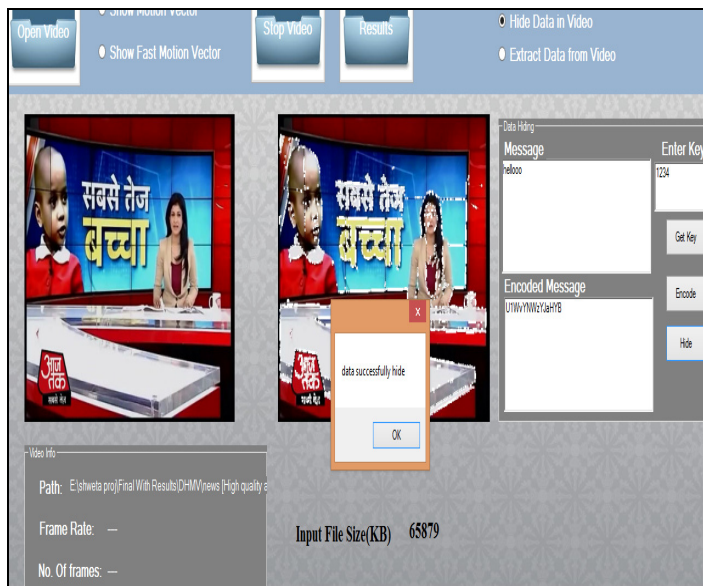 Show Motion Vector
Open Video
Show Fast Motion Vector
Stop Video
Results
Hide Data in Video
Extract Data from Video
सबसे तेज
बच्चा
आज
तक
सबसे तेज
सबसे तेज
बच्चा
आज
तक
Data Hiding
Message
Enter Key
hellooo
1234
Get Key
Encoded Message
U1WvYNWzYJaHYB
Encode
Hide
x
data successfully hide
OK
Video Info
Path: E:\shweta proj\Final With Results\DHMV\news [High quality a
Frame Rate: ---
No. Of frames: ---
Input File Size(KB) 65879